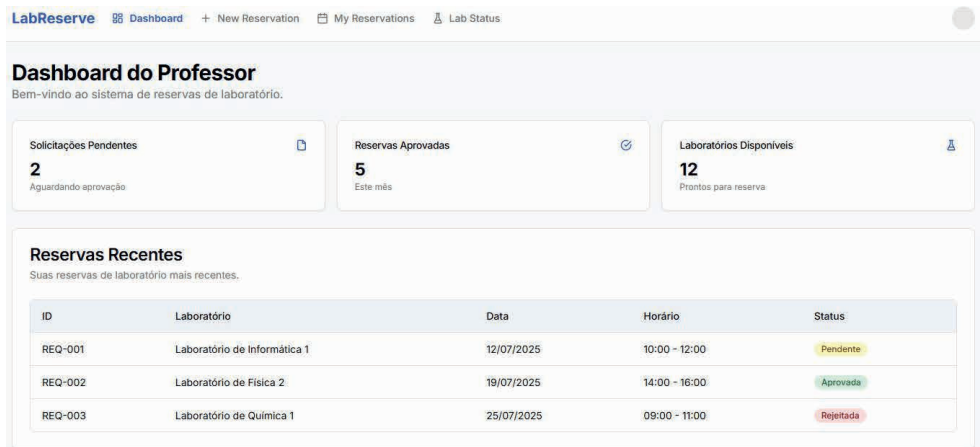 LabReserve Dashboard New Reservation My Reservations Lab Status
Dashboard do Professor
Bem-vindo ao sistema de reservas de laboratório.
Solicitações Pendentes
2
Aguardando aprovação
Reservas Aprovadas
5
Este mês
Laboratórios Disponíveis
12
Prontos para reserva
Reservas Recentes
Suas reservas de laboratório mais recentes.
ID Laboratório Data Horário Status
REQ-001 Laboratório de Informática 1 12/07/2025 10:00 - 12:00 Pendente
REQ-002 Laboratório de Física 2 19/07/2025 14:00 - 16:00 Aprovada
REQ-003 Laboratório de Química 1 25/07/2025 09:00 - 11:00 Rejeitada